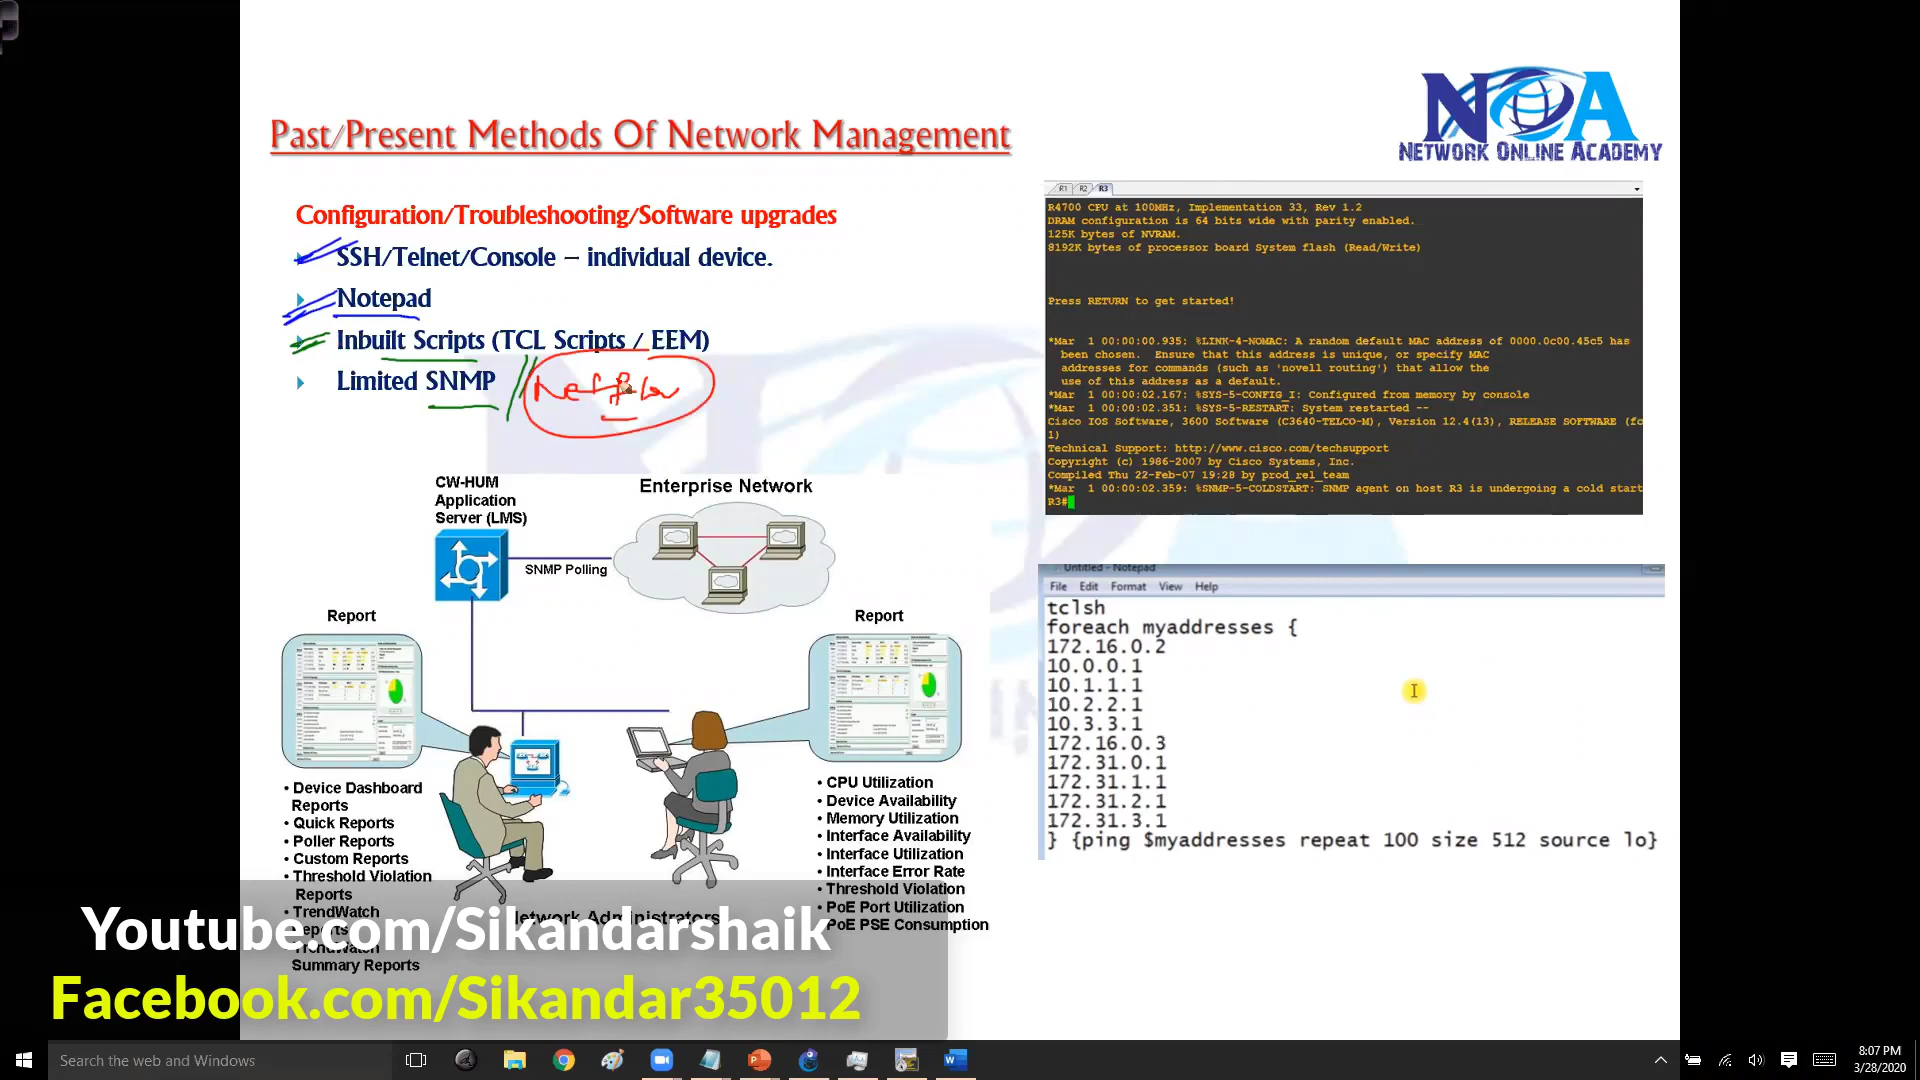 NOA
NETWORK ONLINE ACADEMY
Past/Present Methods Of Network Management
Configuration/Troubleshooting/Software upgrades
SSH/Telnet/Console – individual device.
Notepad
Inbuilt Scripts (TCL Scripts / EEM)
Limited SNMP
Netflow
R1 R2 R3
R4700 CPU at 100MHz, Implementation 33, Rev 1.2
DRAM configuration is 64 bits wide with parity enabled.
125K bytes of NVRAM.
8192K bytes of processor board System flash (Read/Write)
Press RETURN to get started!
*Mar 1 00:00:00.935: %LINK-4-NOMAC: A random default MAC address of 0000.0c00.45c5 has
been chosen. Ensure that this address is unique, or specify MAC
addresses for commands (such as 'novell routing') that allow the
use of this address as a default.
*Mar 1 00:00:02.167: %SYS-5-CONFIG_I: Configured from memory by console
*Mar 1 00:00:02.351: %SYS-5-RESTART: System restarted --
Cisco IOS Software, 3600 Software (C3640-TELCO-M), Version 12.4(13), RELEASE SOFTWARE (fc
1)
Technical Support: http://www.cisco.com/techsupport
Copyright (c) 1986-2007 by Cisco Systems, Inc.
Compiled Thu 22-Feb-07 19:28 by prod_rel_team
*Mar 1 00:00:02.359: %SNMP-5-COLDSTART: SNMP agent on host R3 is undergoing a cold start
R3#
CW-HUM
Application
Server (LMS)
Enterprise Network
SNMP Polling
Report
Report
• Device Dashboard
Reports
• Quick Reports
• Poller Reports
• Custom Reports
• Threshold Violation
Reports
• TrendWatch
Reports
TrendWatch
Summary Reports
Network Administrators
• CPU Utilization
• Device Availability
• Memory Utilization
• Interface Availability
• Interface Utilization
• Interface Error Rate
• Threshold Violation
• PoE Port Utilization
• PoE PSE Consumption
Untitled - Notepad
File Edit Format View Help
tclsh
foreach myaddresses {
172.16.0.2
10.0.0.1
10.1.1.1
10.2.2.1
10.3.3.1
172.16.0.3
172.31.0.1
172.31.1.1
172.31.2.1
172.31.3.1
} {ping $myaddresses repeat 100 size 512 source lo}
Youtube.com/Sikandarshaik
Facebook.com/Sikandar35012
Search the web and Windows
8:07 PM
3/28/2020